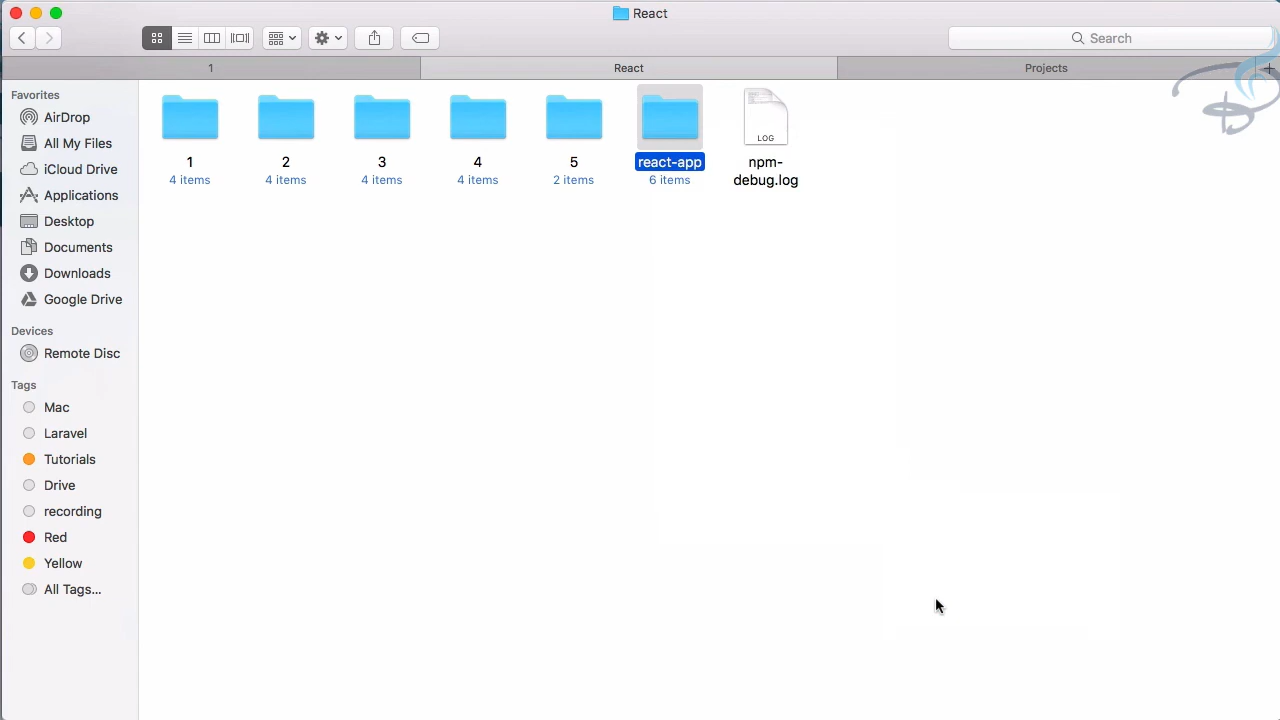 React
Search
1
React
Projects
Favorites
AirDrop
All My Files
iCloud Drive
Applications
Desktop
Documents
Downloads
Google Drive
Devices
Remote Disc
Tags
Mac
Laravel
Tutorials
Drive
recording
Red
Yellow
All Tags...
1
4 items
2
4 items
3
4 items
4
4 items
5
2 items
react-app
6 items
LOG
npm-
debug.log